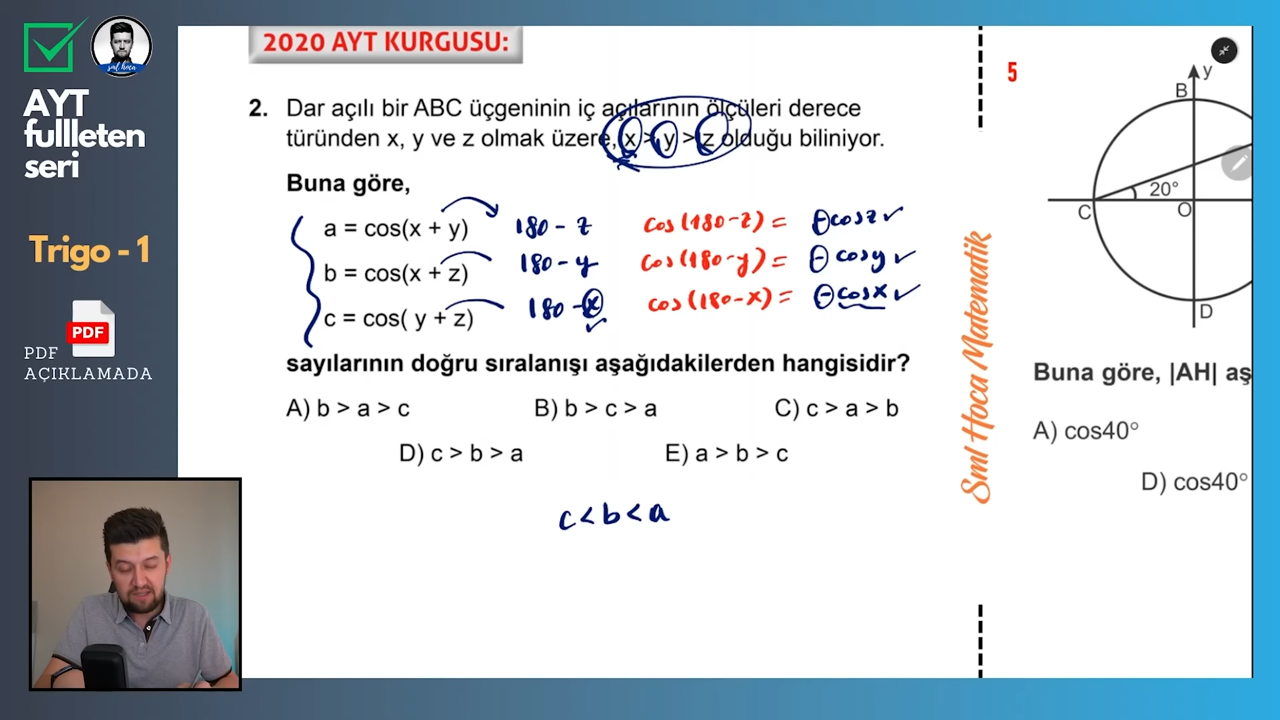 sml hoca
AYT
fullleten
seri
Trigo - 1
PDF
PDF
AÇIKLAMADA
2020 AYT KURGUSU:
2. Dar açılı bir ABC üçgeninin iç açılarının ölçüleri derece
türünden x, y ve z olmak üzere, x > y > z olduğu biliniyor.
Buna göre,
a = cos(x + y) 180 - z cos(180-z) = -cosz
b = cos(x + z) 180 - y cos(180-y) = -cosy
c = cos( y + z) 180 - x cos(180-x) = -cosx
sayılarının doğru sıralanışı aşağıdakilerden hangisidir?
A) b > a > c B) b > c > a C) c > a > b
D) c > b > a E) a > b > c
c < b < a
Sml Hoca Matematik
5
y
B
20°
C
O
D
Buna göre, |AH| aş
A) cos40°
D) cos40°